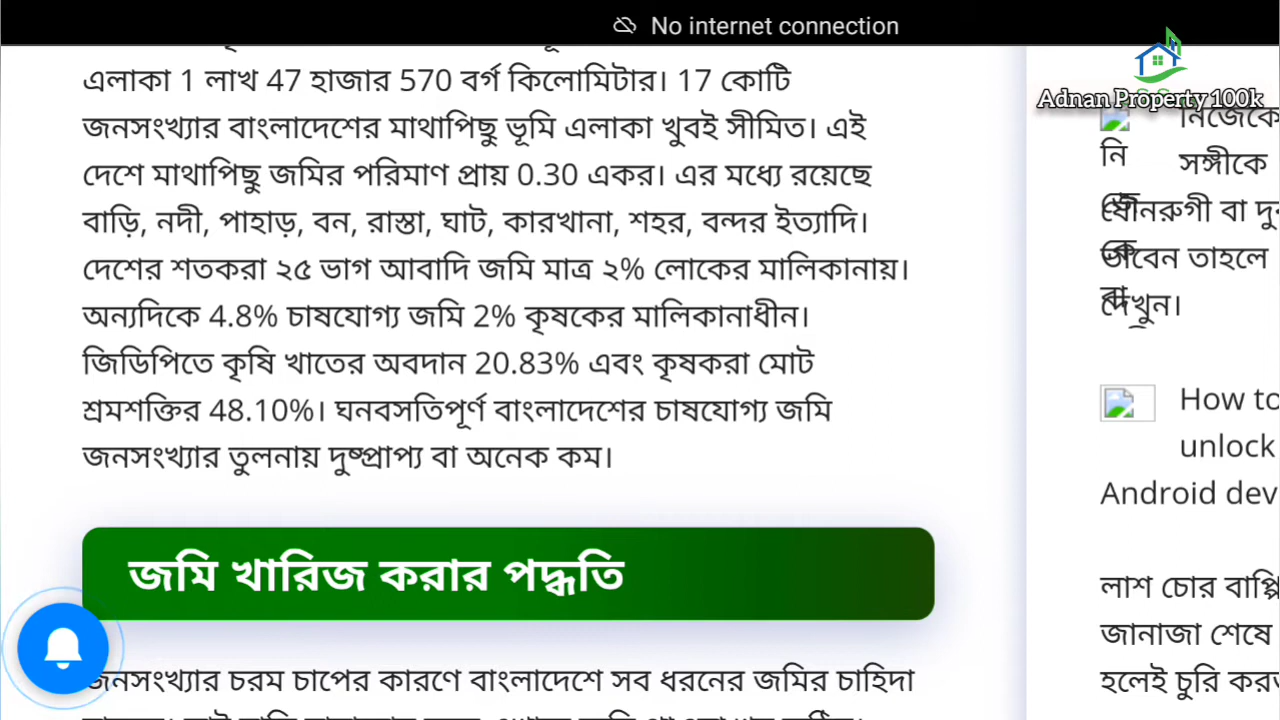 No internet connection
এলাকা 1 লাখ 47 হাজার 570 বর্গ কিলোমিটার। 17 কোটি
জনসংখ্যার বাংলাদেশের মাথাপিছু ভূমি এলাকা খুবই সীমিত। এই
দেশে মাথাপিছু জমির পরিমাণ প্রায় 0.30 একর। এর মধ্যে রয়েছে
বাড়ি, নদী, পাহাড়, বন, রাস্তা, ঘাট, কারখানা, শহর, বন্দর ইত্যাদি।
দেশের শতকরা ২৫ ভাগ আবাদি জমি মাত্র ২% লোকের মালিকানায়।
অন্যদিকে 4.8% চাষযোগ্য জমি 2% কৃষকের মালিকানাধীন।
জিডিপিতে কৃষি খাতের অবদান 20.83% এবং কৃষকরা মোট
শ্রমশক্তির 48.10%। ঘনবসতিপূর্ণ বাংলাদেশের চাষযোগ্য জমি
জনসংখ্যার তুলনায় দুষ্প্রাপ্য বা অনেক কম।
জমি খারিজ করার পদ্ধতি
জনসংখ্যার চরম চাপের কারণে বাংলাদেশে সব ধরনের জমির চাহিদা
Adnan Property 100k
নিজেকে
সঙ্গীকে
যৌনরুগী বা
ভাবেন তাহলে
দেখুন।
How to
unlock
Android
লাশ চোর
জানাজা শেষে
হলেই চুরি